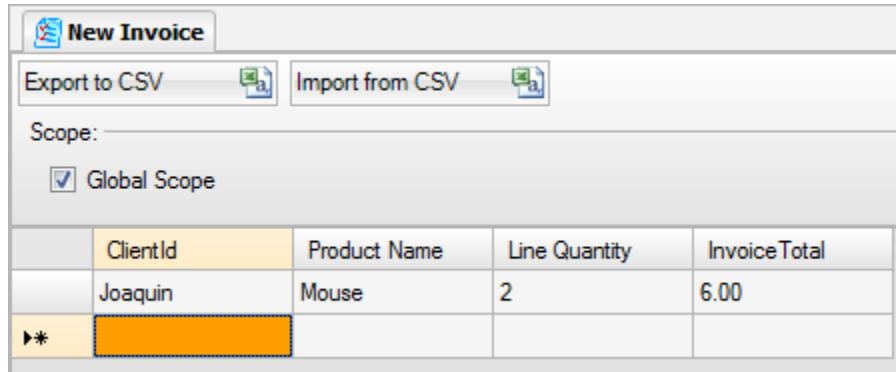 New Invoice
Export to CSV Import from CSV
Scope:
Global Scope
ClientId Product Name Line Quantity InvoiceTotal
Joaquin Mouse 2 6.00